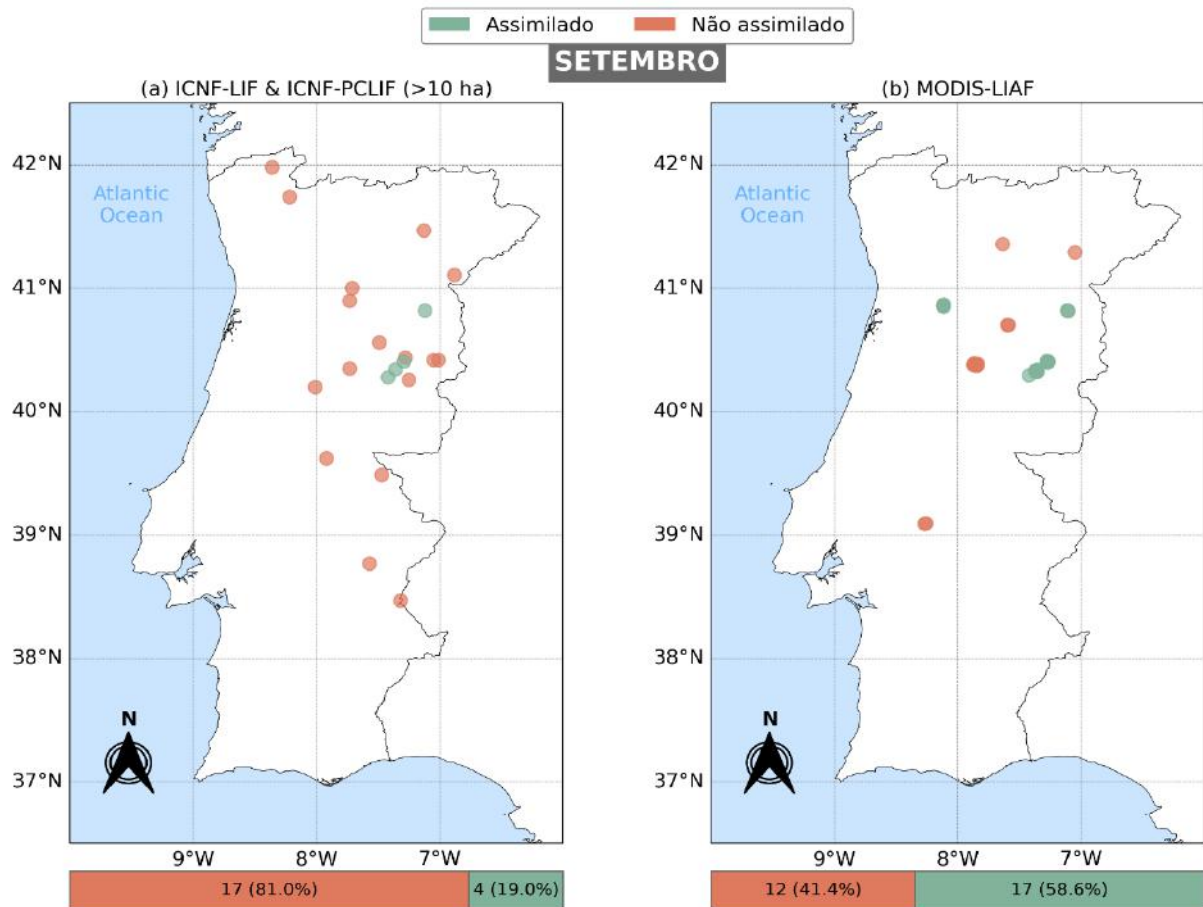 Assimilado
Não assimilado
SETEMBRO
(a) ICNF-LIF & ICNF-PCLIF (>10 ha)
(b) MODIS-LIAF
42°N
41°N
40°N
39°N
38°N
37°N
Atlantic
Ocean
N
9°W
8°W
7°W
17 (81.0%)
4 (19.0%)
42°N
41°N
40°N
39°N
38°N
37°N
Atlantic
Ocean
N
9°W
8°W
7°W
12 (41.4%)
17 (58.6%)